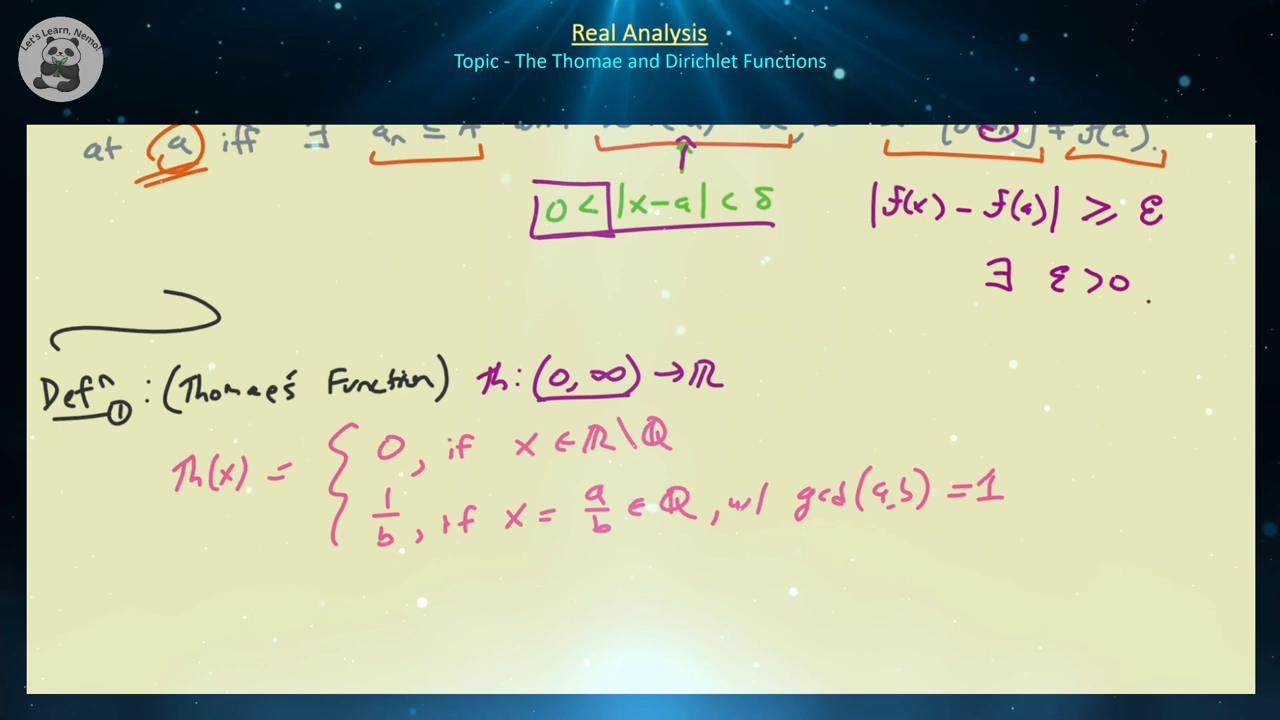 Let's Learn, Nemo!
Real Analysis
Topic - The Thomae and Dirichlet Functions
at a iff ∃ aₙ ≠ f(a).
0 < |x-a| < δ |f(x) - f(a)| ⩾ ε
∃ ε > 0.
Defⁿ ① : (Thomae's Function) Th: (0, ∞) → ℝ
Th(x) = { 0, if x ∈ ℝ\ℚ
1/b, if x = a/b ∈ ℚ, w/ gcd(a,b) = 1